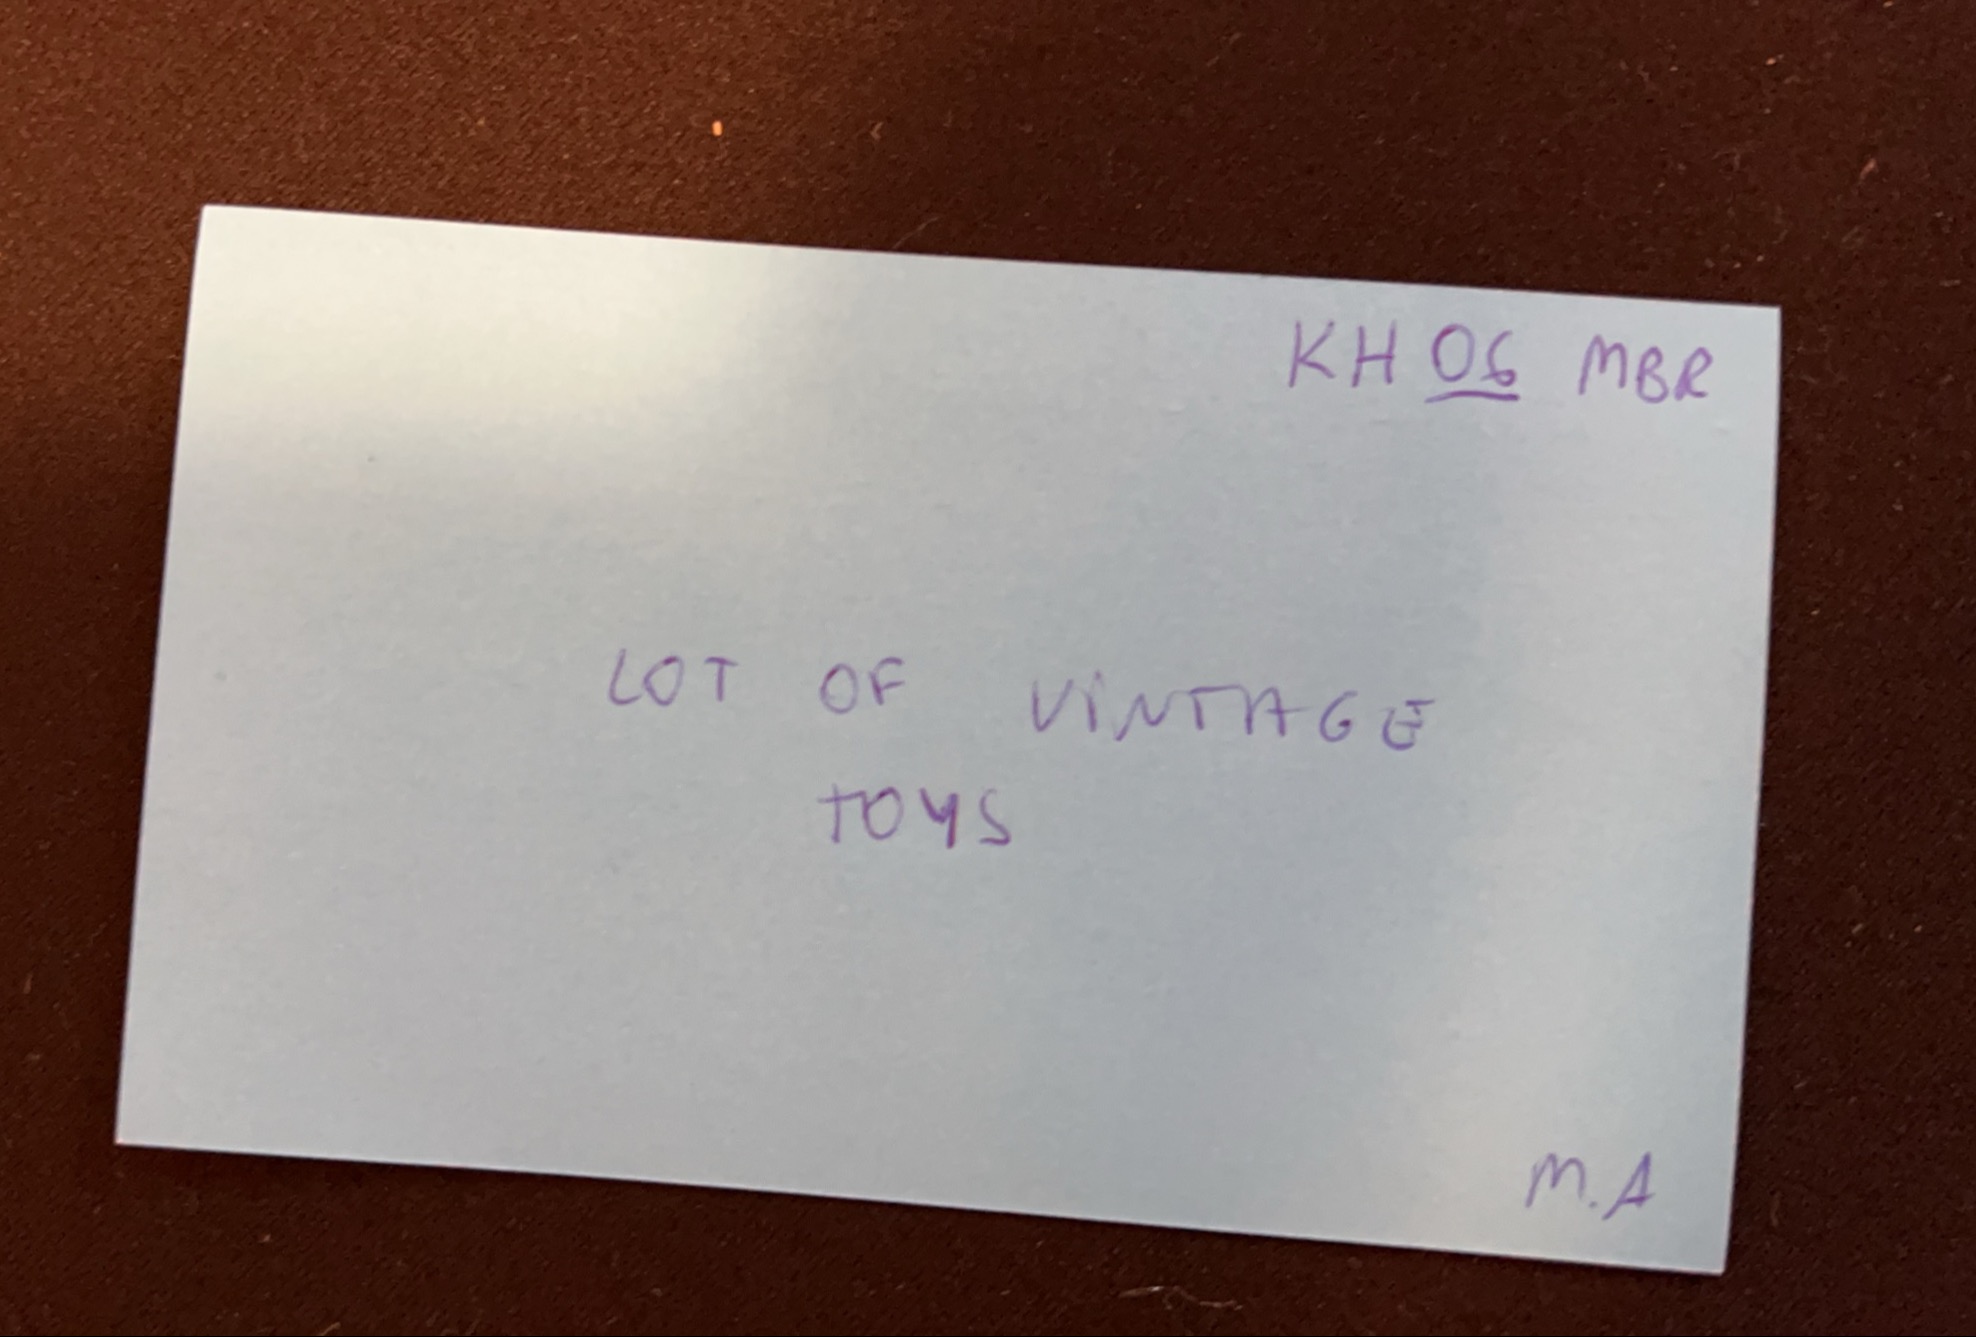 KH 06 MBR
LOT OF VINTAGE
TOYS
M.A